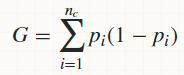 G = \sum_{i=1}^{n_c} p_i(1 - p_i)